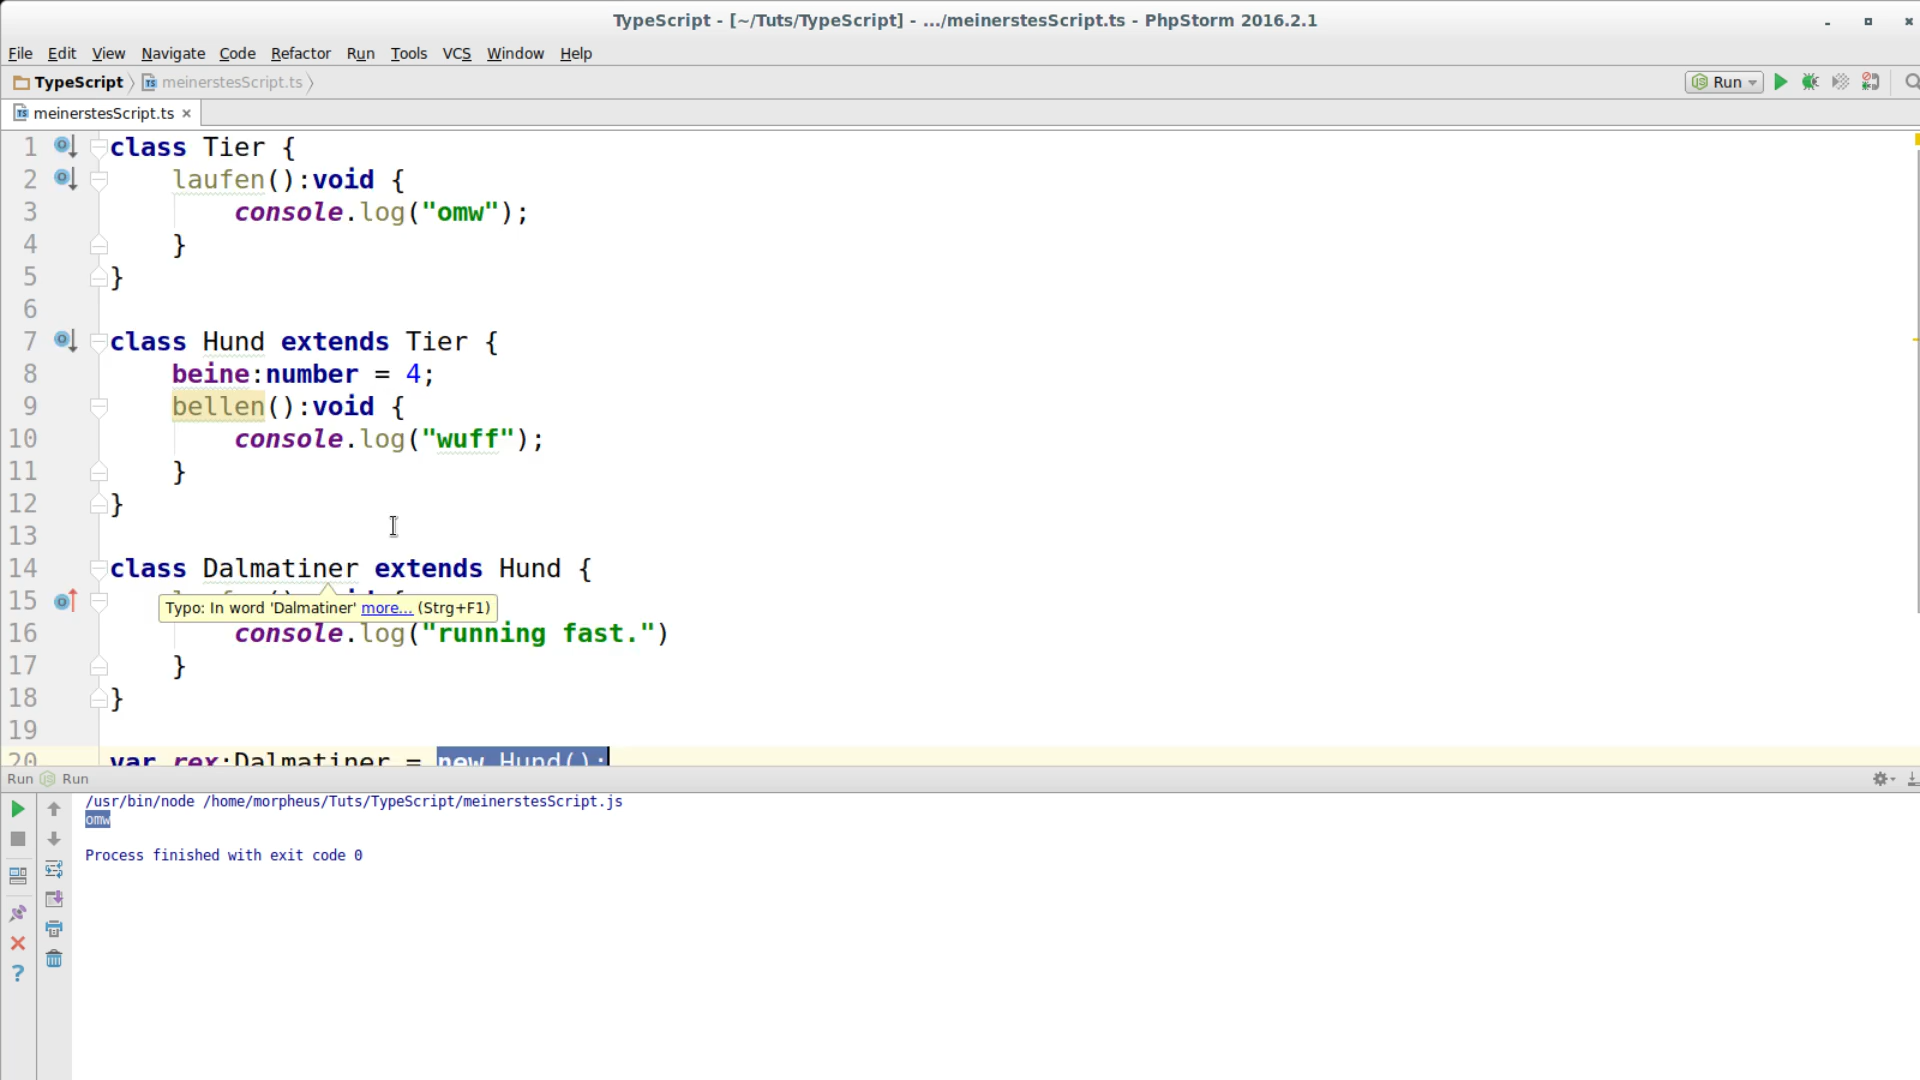 TypeScript - [~/Tuts/TypeScript] - .../meinerstesScript.ts - PhpStorm 2016.2.1
File Edit View Navigate Code Refactor Run Tools VCS Window Help
TypeScript meinerstesScript.ts Run
meinerstesScript.ts
1 class Tier {
2 laufen():void {
3 console.log("omw");
4 }
5 }
6
7 class Hund extends Tier {
8 beine:number = 4;
9 bellen():void {
10 console.log("wuff");
11 }
12 }
13
14 class Dalmatiner extends Hund {
15
Typo: In word 'Dalmatiner' more... (Strg+F1)
16 console.log("running fast.")
17 }
18 }
19
20 var rex:Dalmatiner = new Hund();
Run Run
/usr/bin/node /home/morpheus/Tuts/TypeScript/meinerstesScript.js
omw
Process finished with exit code 0